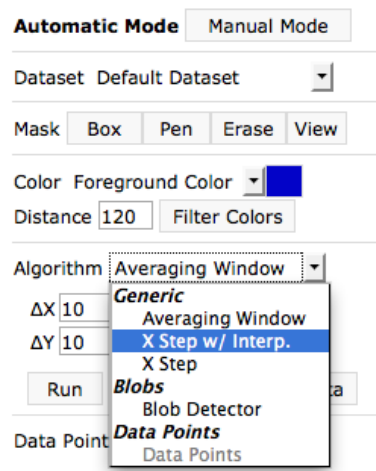 Automatic Mode Manual Mode
Dataset Default Dataset
Mask Box Pen Erase View
Color Foreground Color
Distance 120 Filter Colors
Algorithm Averaging Window
Generic
ΔX 10
Averaging Window
ΔY 10 X Step w/ Interp.
X Step
Run Blobs
Blob Detector
Data Points
Data Point
Data Points